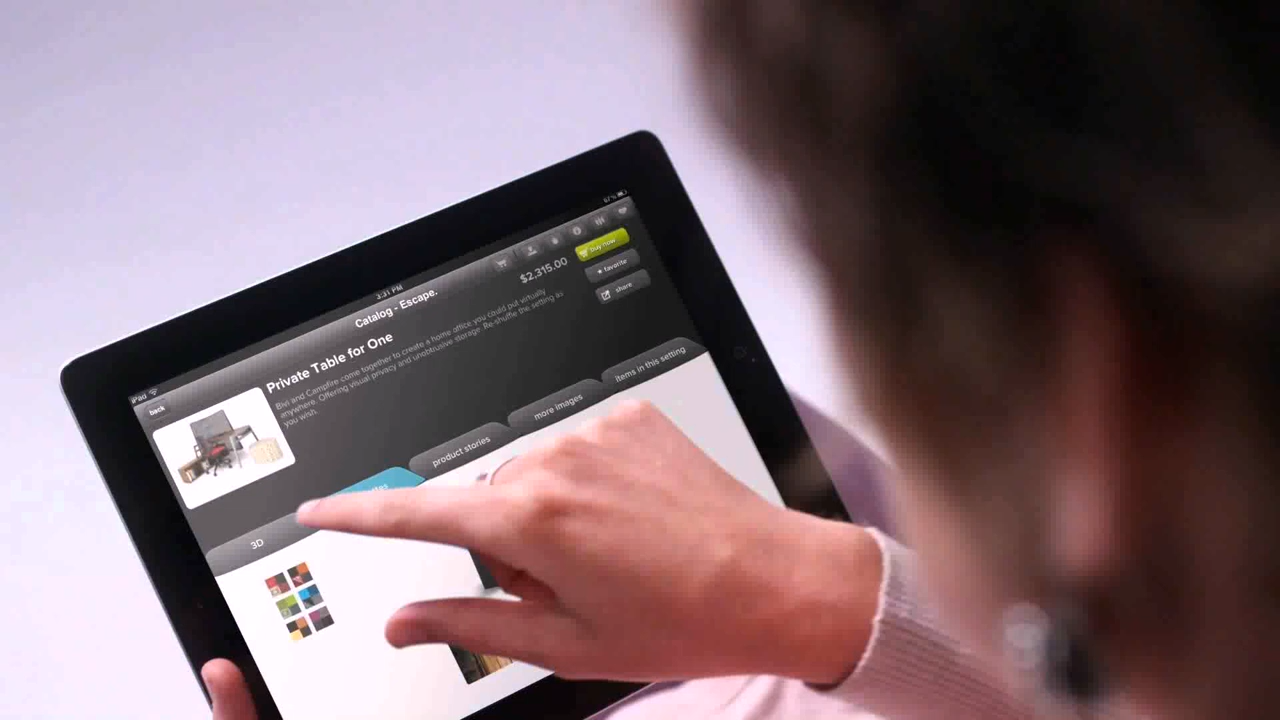 iPad
3:31 PM
67%
back
Catalog - Escape.
Private Table for One
$2,315.00
buy now
favorite
share
Bivi and Campfire come together to create a home office you could put virtually
anywhere. Offering visual privacy and unobtrusive storage. Re-shuffle the setting as
you wish.
3D
product stories
more images
items in this setting